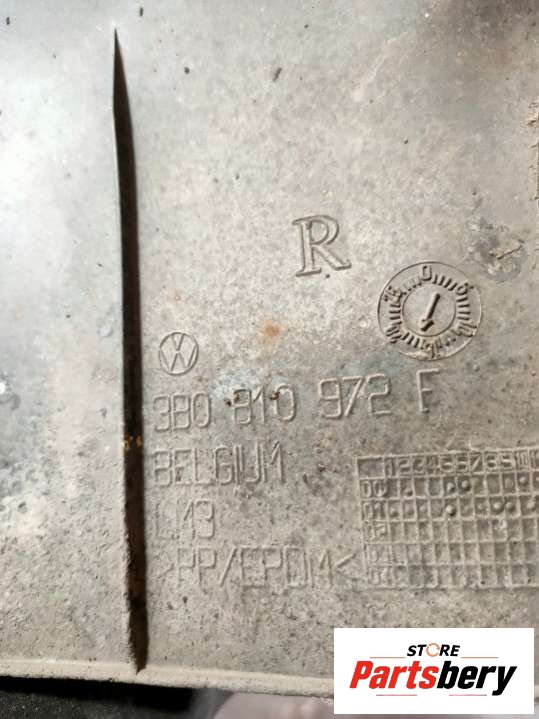 R
3B0 810 972 F
BELGIUM
>PP/EPDM<
STORE
Partsbery